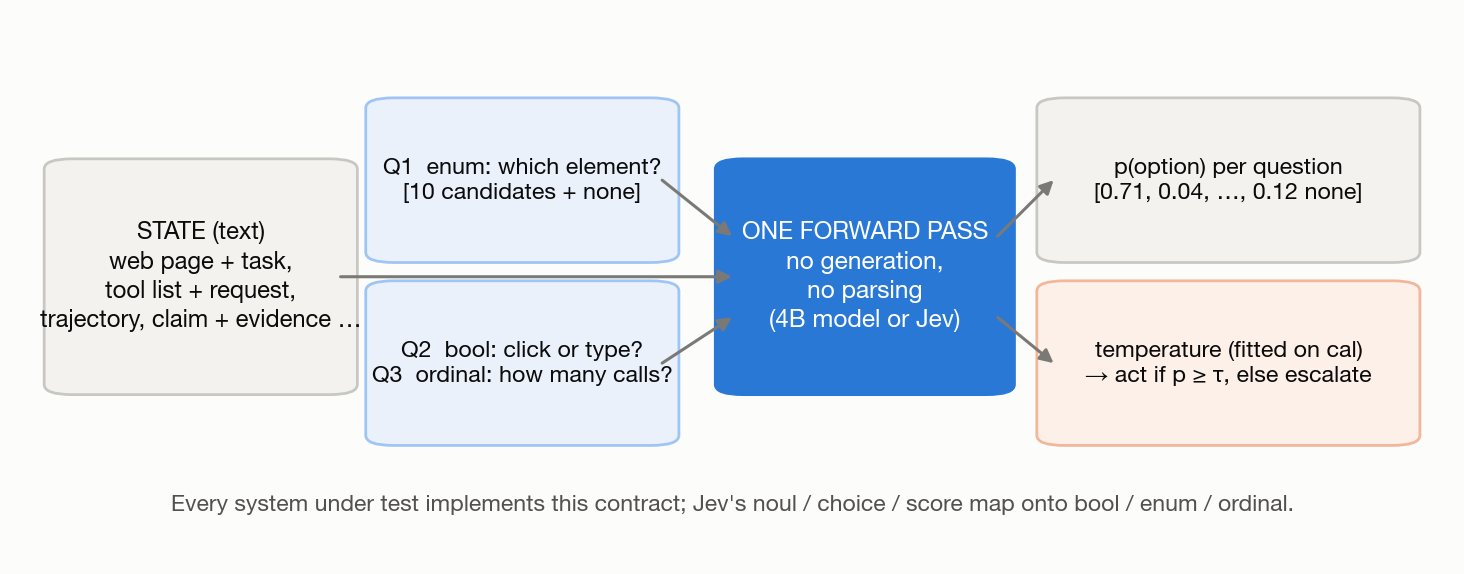 STATE (text)
web page + task,
tool list + request,
trajectory, claim + evidence …
Q1  enum: which element?
[10 candidates + none]
Q2  bool: click or type?
Q3  ordinal: how many calls?
ONE FORWARD PASS
no generation,
no parsing
(4B model or Jev)
p(option) per question
[0.71, 0.04, …, 0.12 none]
temperature (fitted on cal)
→ act if p ≥ τ, else escalate
Every system under test implements this contract; Jev's noul / choice / score map onto bool / enum / ordinal.